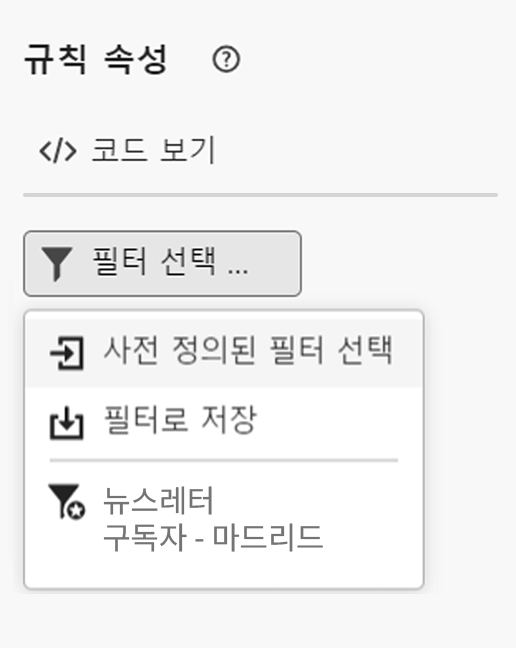 규칙 속성
코드 보기
필터 선택 ...
사전 정의된 필터 선택
필터로 저장
뉴스레터
구독자 - 마드리드